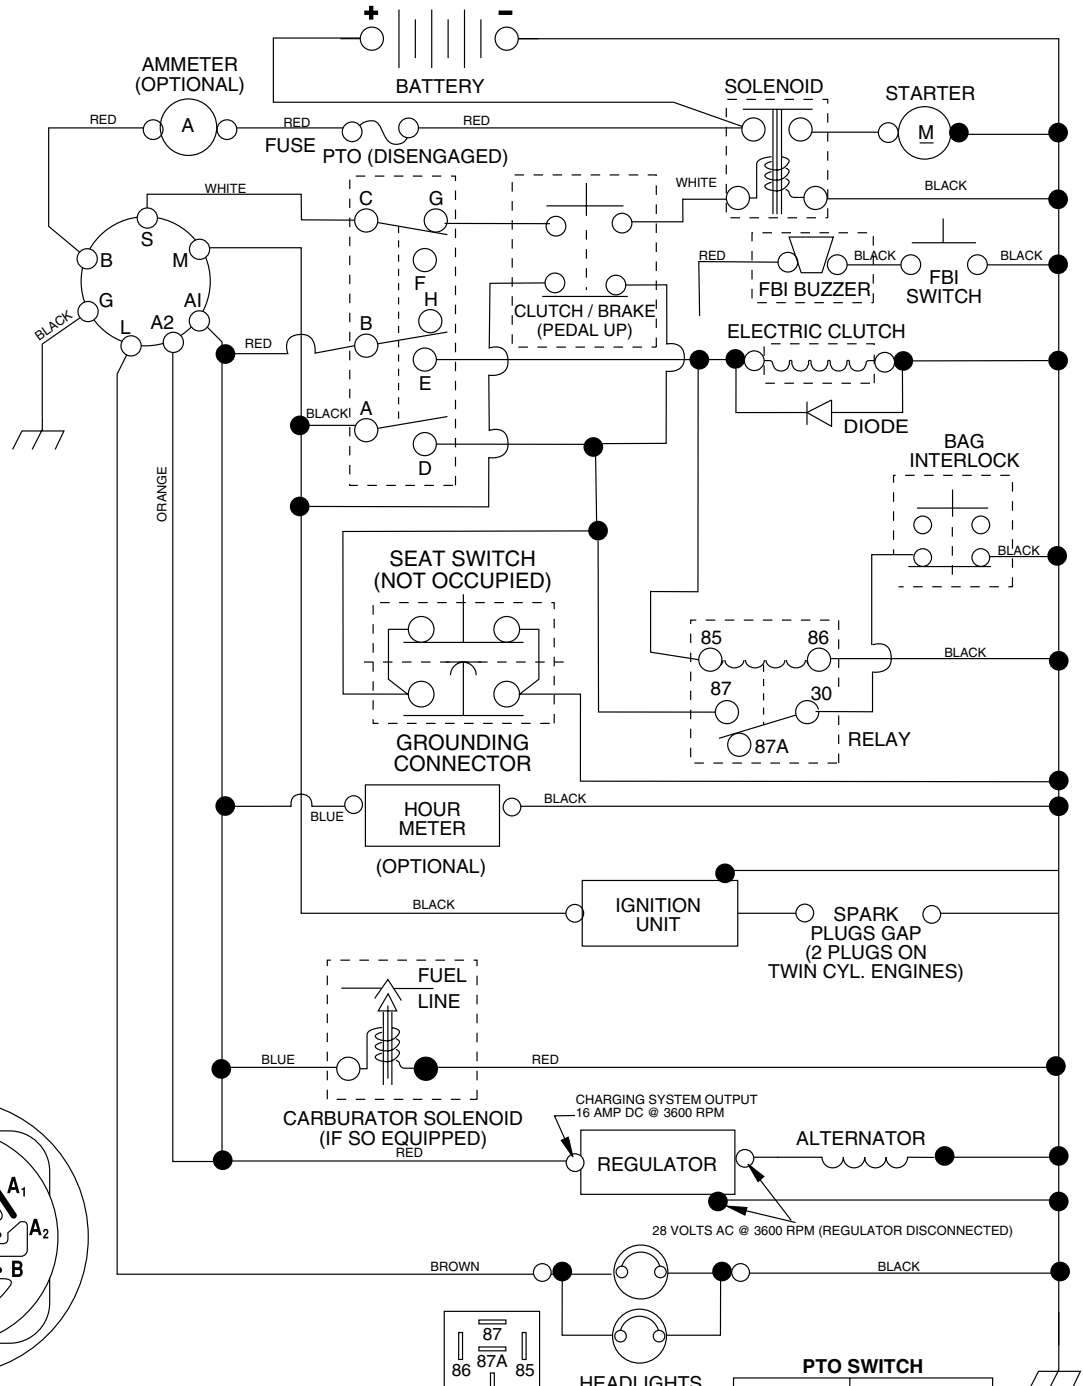 + −
BATTERY
AMMETER
(OPTIONAL)
SOLENOID
STARTER
RED
A
RED
FUSE
RED
PTO (DISENGAGED)
M
WHITE
C
G
WHITE
BLACK
S
B
M
F
RED
BLACK
BLACK
FBI BUZZER
FBI
SWITCH
G
BLACK
L
A2
AI
H
CLUTCH / BRAKE
(PEDAL UP)
B
RED
E
ELECTRIC CLUTCH
BLACK
A
D
DIODE
BAG
INTERLOCK
ORANGE
BLACK
SEAT SWITCH
(NOT OCCUPIED)
85
86
BLACK
87
30
87A
RELAY
GROUNDING
CONNECTOR
BLUE
HOUR
METER
BLACK
(OPTIONAL)
BLACK
IGNITION
UNIT
SPARK
PLUGS GAP
(2 PLUGS ON
TWIN CYL. ENGINES)
FUEL
LINE
BLUE
RED
CARBURATOR SOLENOID
(IF SO EQUIPPED)
CHARGING SYSTEM OUTPUT
16 AMP DC @ 3600 RPM
RED
REGULATOR
ALTERNATOR
A1
A2
B
28 VOLTS AC @ 3600 RPM (REGULATOR DISCONNECTED)
BROWN
BLACK
87
86
87A
85
HEADLIGHTS
PTO SWITCH